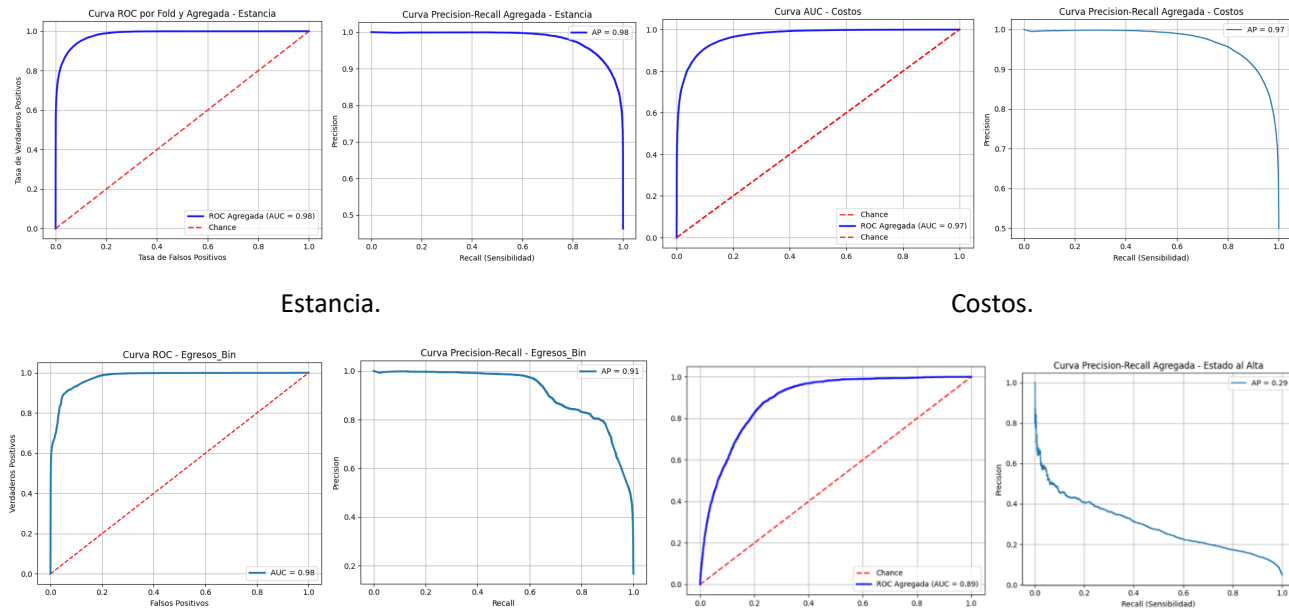 Curva ROC por Fold y Agregada - Estancia
Tasa de Verdaderos Positivos
1.0
0.8
0.6
0.4
0.2
0.0
ROC Agregada (AUC = 0.98)
Chance
0.0 0.2 0.4 0.6 0.8 1.0
Tasa de Falsos Positivos
Curva Precision-Recall Agregada - Estancia
Precision
1.0
0.9
0.8
0.7
0.6
0.5
AP = 0.98
0.0 0.2 0.4 0.6 0.8 1.0
Recall (Sensibilidad)
Curva AUC - Costos
1.0
0.8
0.6
0.4
0.2
0.0
Chance
ROC Agregada (AUC = 0.97)
Chance
0.0 0.2 0.4 0.6 0.8 1.0
Curva Precision-Recall Agregada - Costos
Precision
1.0
0.9
0.8
0.7
0.6
0.5
AP = 0.97
0.0 0.2 0.4 0.6 0.8 1.0
Recall (Sensibilidad)
Estancia.
Costos.
Curva ROC - Egresos_Bin
Verdaderos Positivos
1.0
0.8
0.6
0.4
0.2
0.0
AUC = 0.98
0.0 0.2 0.4 0.6 0.8 1.0
Falsos Positivos
Curva Precision-Recall - Egresos_Bin
Precision
1.0
0.8
0.6
0.4
0.2
AP = 0.91
0.0 0.2 0.4 0.6 0.8 1.0
Recall
1.0
0.8
0.6
0.4
0.2
0.0
Chance
ROC Agregada (AUC = 0.89)
0.0 0.2 0.4 0.6 0.8 1.0
Curva Precision-Recall Agregada - Estado al Alta
Precision
1.0
0.8
0.6
0.4
0.2
0.0
AP = 0.29
0.0 0.2 0.4 0.6 0.8 1.0
Recall (Sensibilidad)